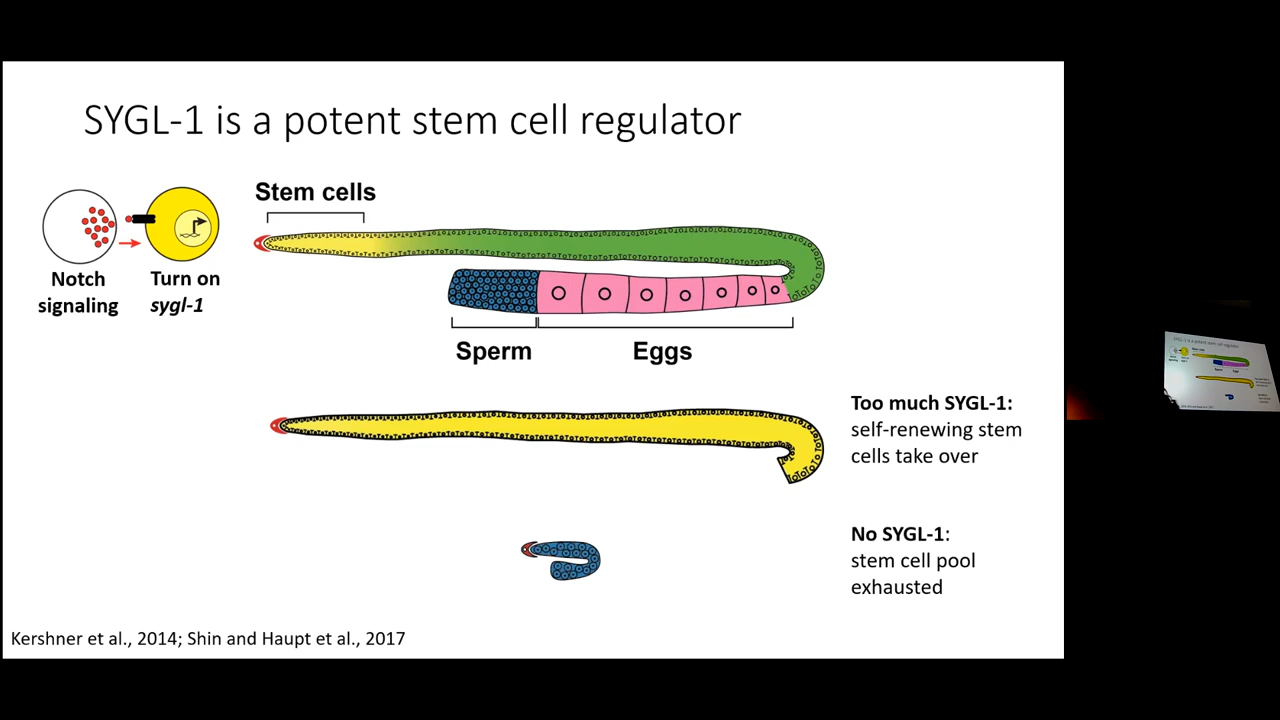 SYGL-1 is a potent stem cell regulator
Stem cells
Notch
signaling
Turn on
sygl-1
Sperm
Eggs
Too much SYGL-1:
self-renewing stem
cells take over
No SYGL-1:
stem cell pool
exhausted
Kershner et al., 2014; Shin and Haupt et al., 2017